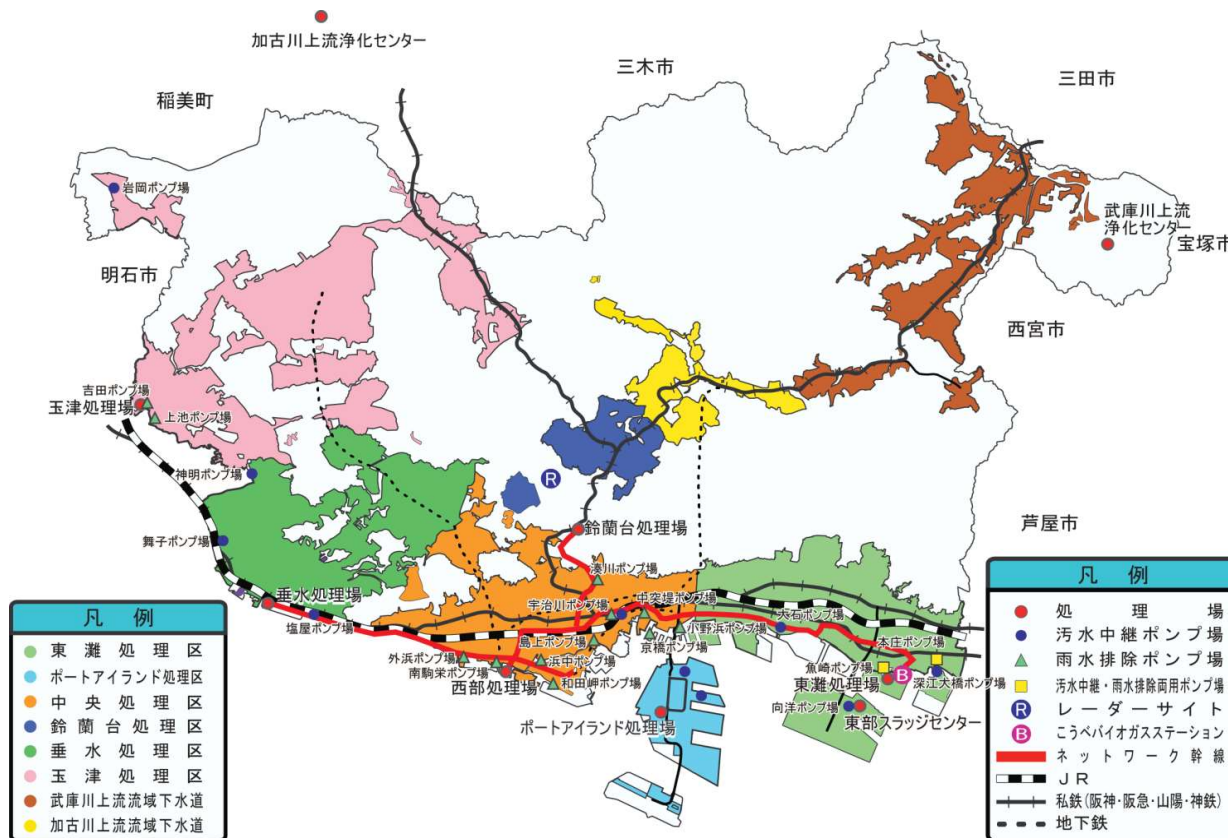 加古川上流浄化センター
三木市
三田市
稲美町
岩岡ポンプ場
武庫川上流
浄化センター
宝塚市
明石市
西宮市
吉田ポンプ場
玉津処理場
上池ポンプ場
神明ポンプ場
R
舞子ポンプ場
鈴蘭台処理場
芦屋市
湊川ポンプ場
垂水処理場
塩屋ポンプ場
宇治川ポンプ場
中突堤ポンプ場
島上ポンプ場
小野浜ポンプ場
大石ポンプ場
本庄ポンプ場
京橋ポンプ場
外浜ポンプ場
浜中ポンプ場
南駒栄ポンプ場
西部処理場
和田岬ポンプ場
魚崎ポンプ場
東灘処理場
B
深江大橋ポンプ場
向洋ポンプ場
東部スラッジセンター
ポートアイランド処理場
凡例
東灘処理区
ポートアイランド処理区
中央処理区
鈴蘭台処理区
垂水処理区
玉津処理区
武庫川上流流域下水道
加古川上流流域下水道
凡例
処理場
汚水中継ポンプ場
雨水排除ポンプ場
汚水中継・雨水排除両用ポンプ場
R レーダーサイト
B こうべバイオガスステーション
ネットワーク幹線
JR
私鉄(阪神・阪急・山陽・神鉄)
地下鉄